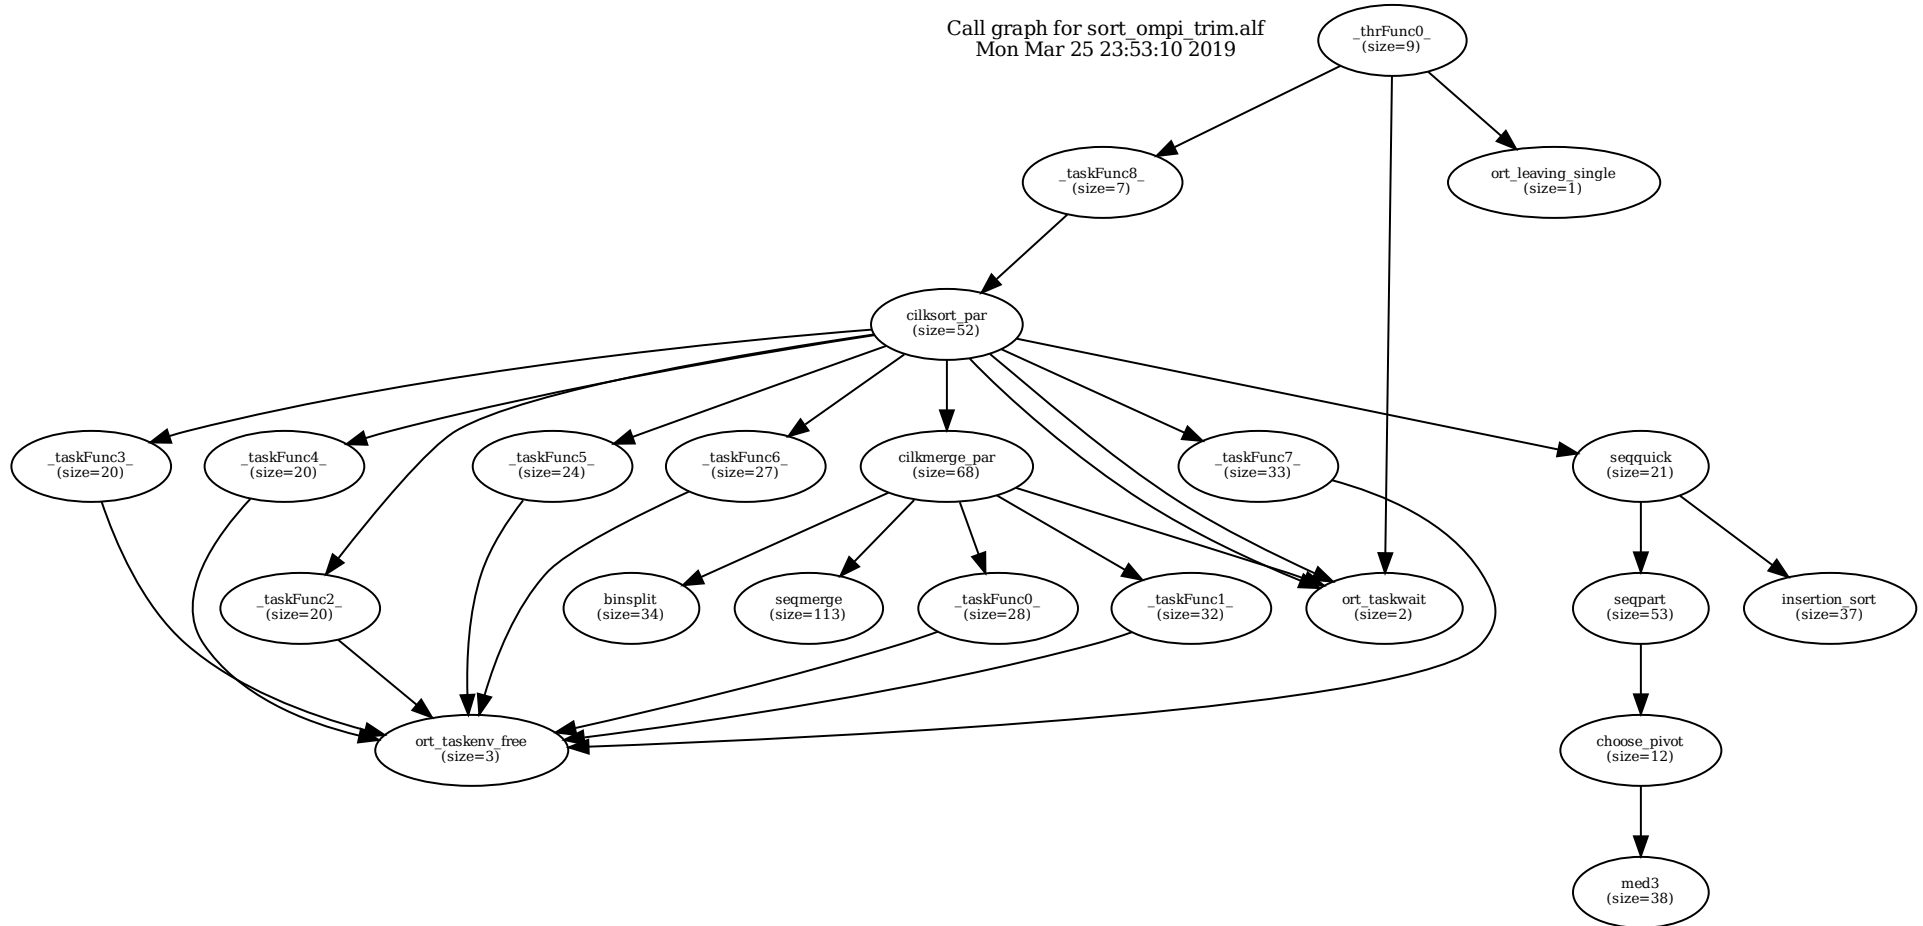 Call graph for sort_ompi_trim.alf
Mon Mar 25 23:53:10 2019
_thrFunc0_
(size=9)
_taskFunc8_
(size=7)
ort_leaving_single
(size=1)
cilksort_par
(size=52)
_taskFunc3_
(size=20)
_taskFunc4_
(size=20)
_taskFunc5_
(size=24)
_taskFunc6_
(size=27)
cilkmerge_par
(size=68)
_taskFunc7_
(size=33)
seqquick
(size=21)
_taskFunc2_
(size=20)
binsplit
(size=34)
seqmerge
(size=113)
_taskFunc0_
(size=28)
_taskFunc1_
(size=32)
ort_taskwait
(size=2)
seqpart
(size=53)
insertion_sort
(size=37)
ort_taskenv_free
(size=3)
choose_pivot
(size=12)
med3
(size=38)